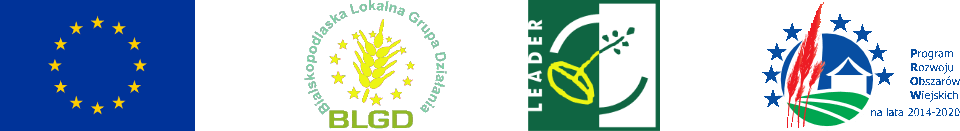 Bialskopodlaska Lokalna Grupa Działania
BLGD
LEADER
Program
Rozwoju
Obszarów
Wiejskich
na lata 2014-2020